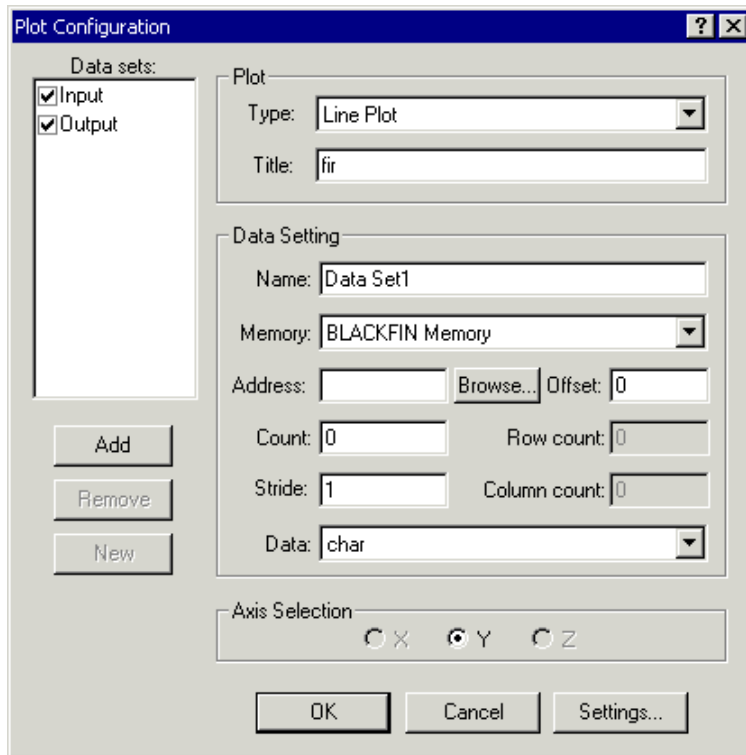 Plot Configuration
Data sets:
Input
Output
Add
Remove
New
Plot
Type: Line Plot
Title: fir
Data Setting
Name: Data Set1
Memory: BLACKFIN Memory
Address: Browse... Offset: 0
Count: 0 Row count: 0
Stride: 1 Column count: 0
Data: char
Axis Selection
X Y Z
OK Cancel Settings...